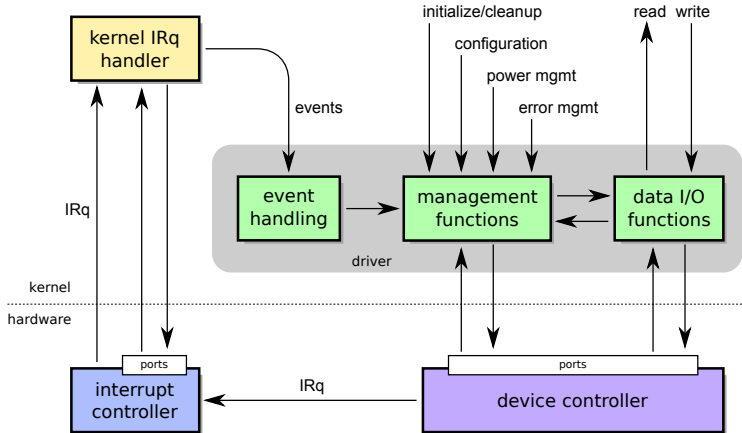 initialize/cleanup
read write
kernel IRq
handler
configuration
power mgmt
error mgmt
events
event
handling
management
functions
data I/O
functions
IRq
driver
kernel
hardware
ports
ports
interrupt
controller
IRq
device controller